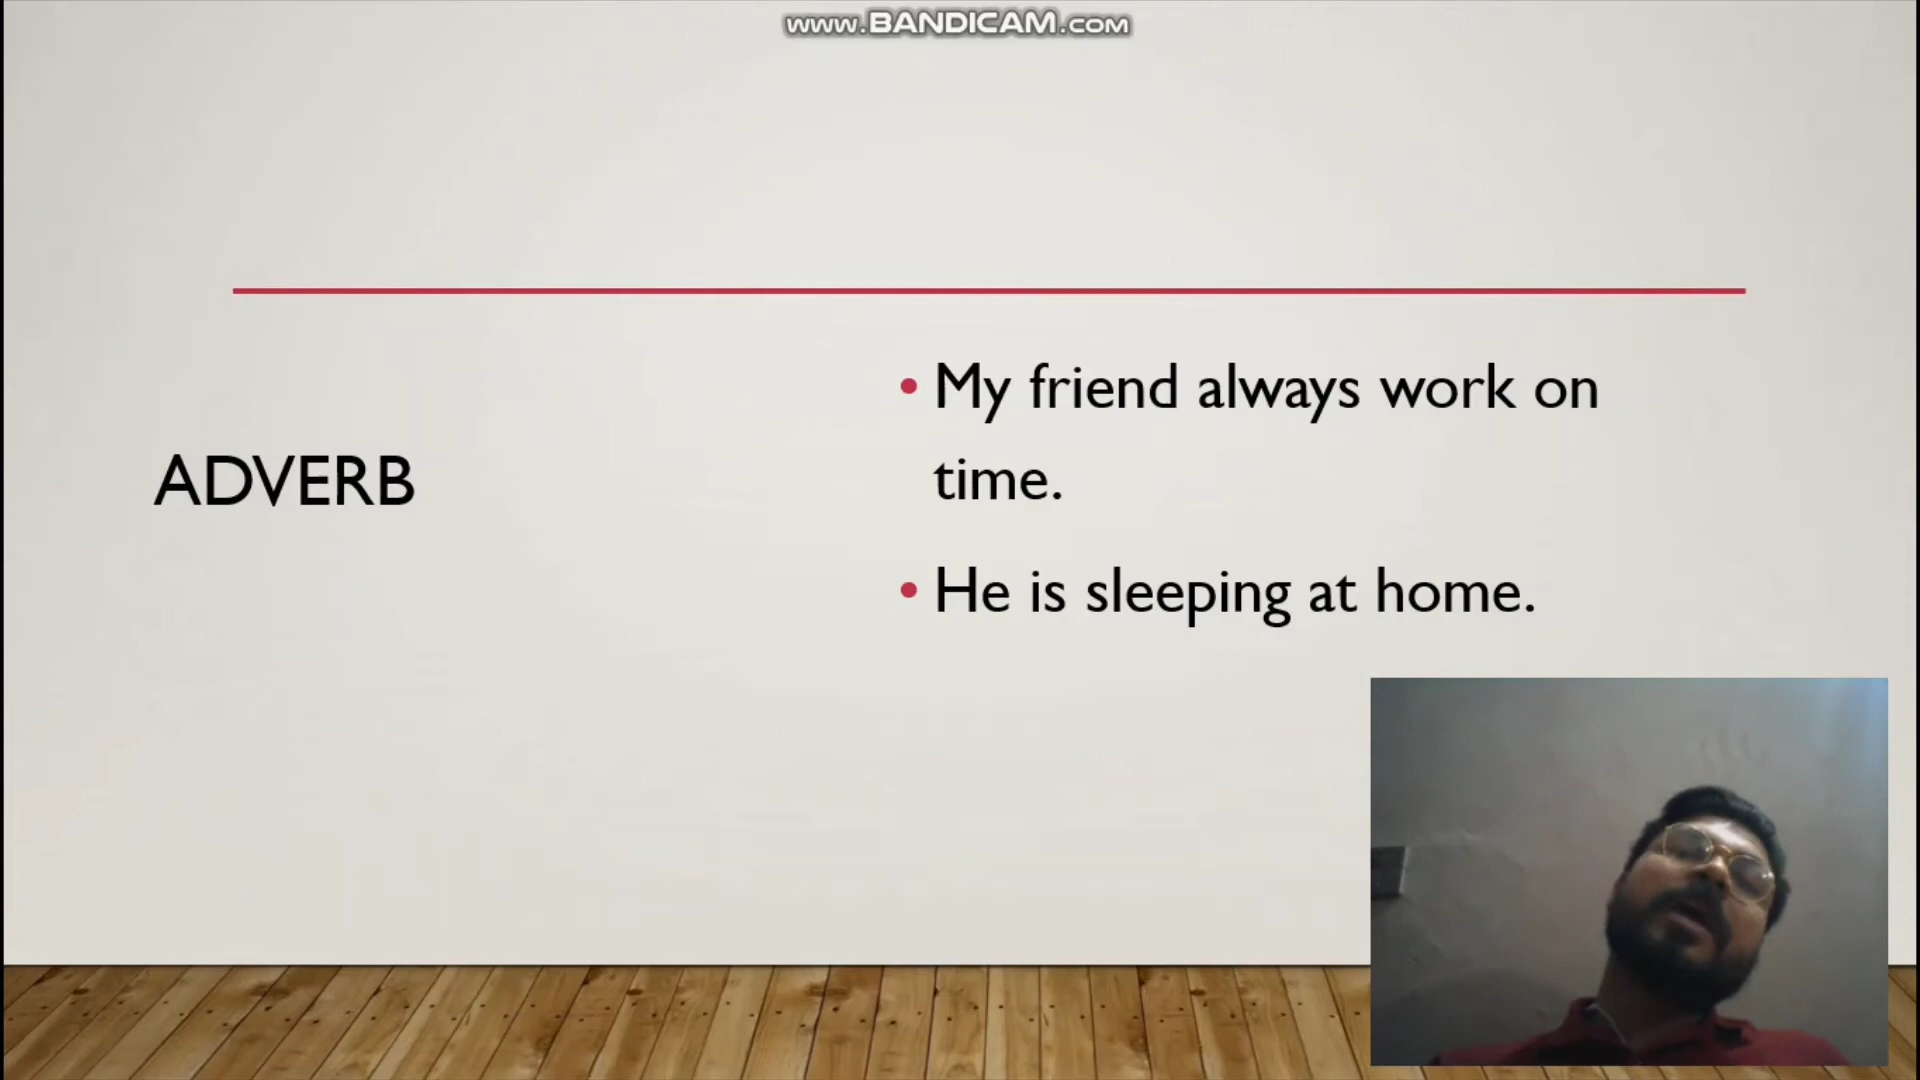 www.BANDICAM.com
ADVERB
• My friend always work on
time.
• He is sleeping at home.